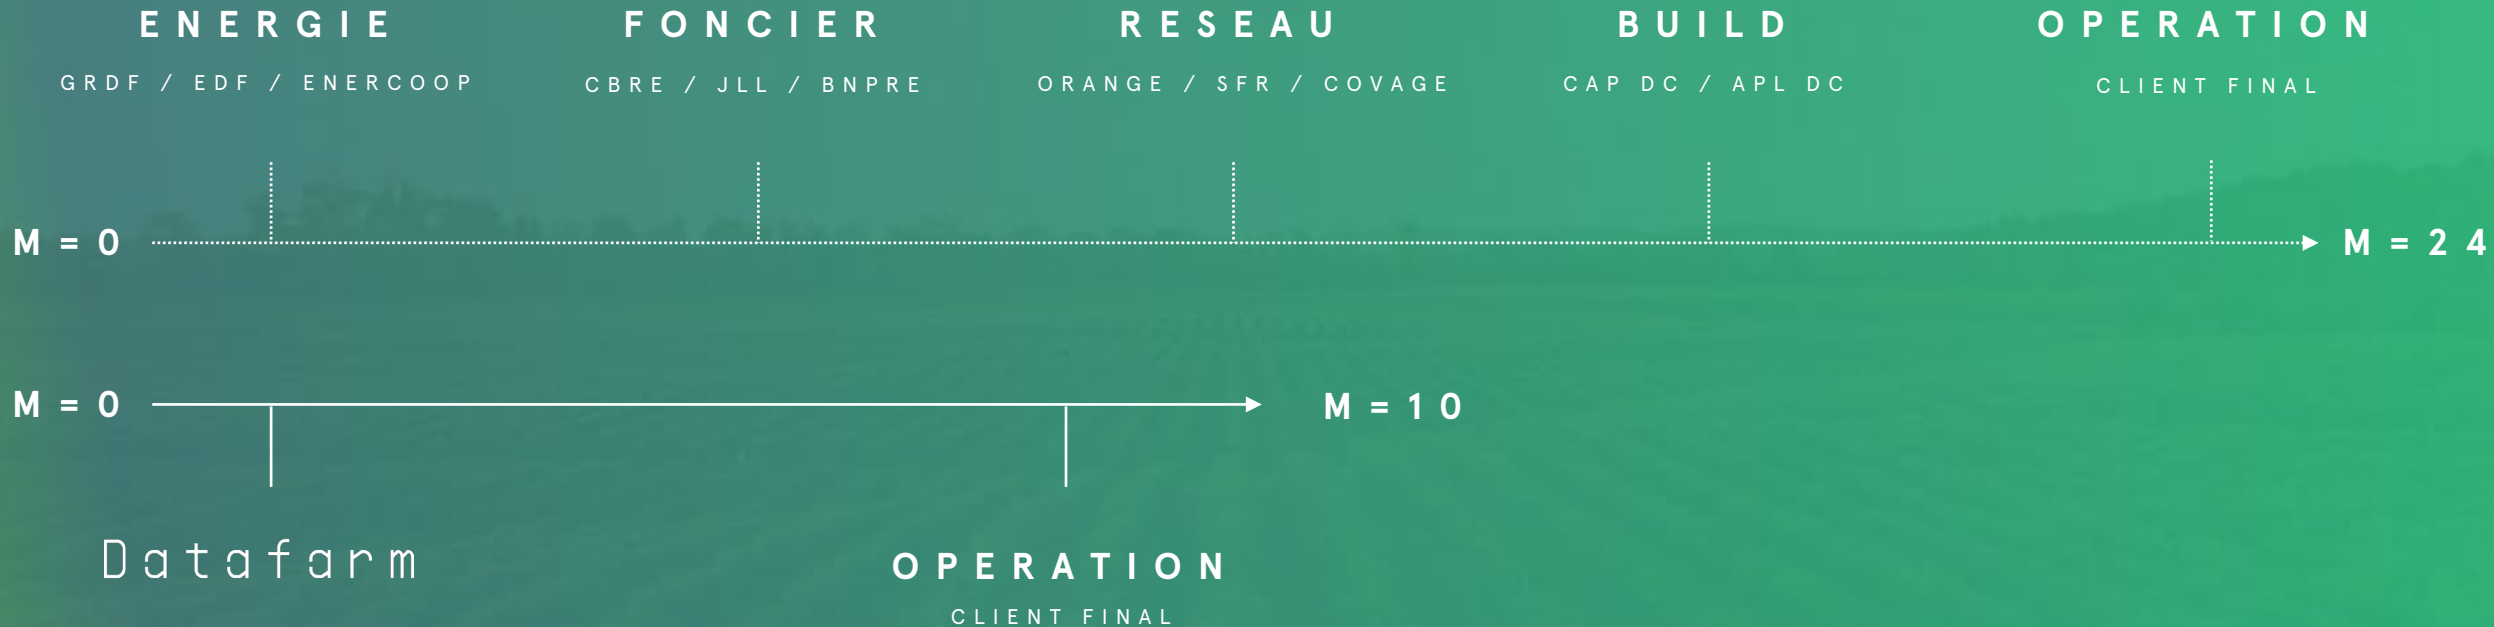 ENERGIE FONCIER RESEAU BUILD OPERATION
GRDF / EDF / ENERCOOP CBRE / JLL / BNPRE ORANGE / SFR / COVAGE CAP DC / APL DC CLIENT FINAL
M = 0 M = 24
M = 0 M = 10
Datafarm OPERATION
CLIENT FINAL